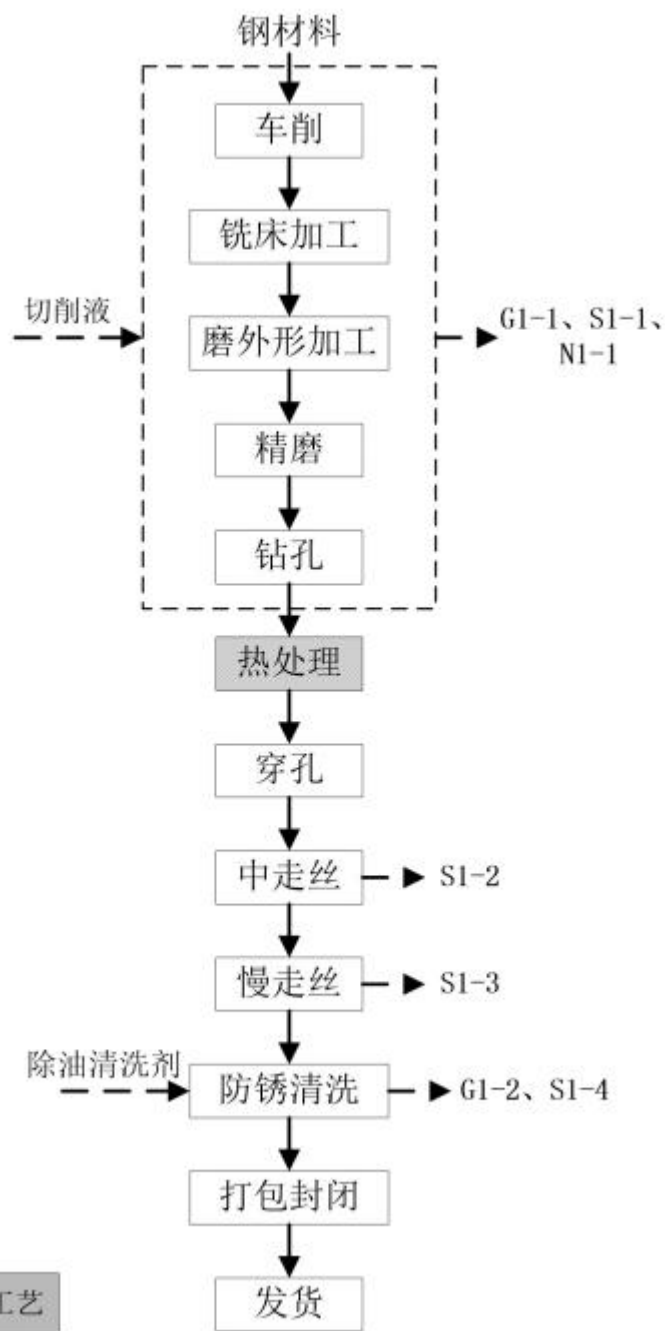 钢材料
车削
铣床加工
切削液
磨外形加工
G1-1、S1-1、
N1-1
精磨
钻孔
热处理
穿孔
中走丝
S1-2
慢走丝
S1-3
除油清洗剂
防锈清洗
G1-2、S1-4
打包封闭
工艺
发货